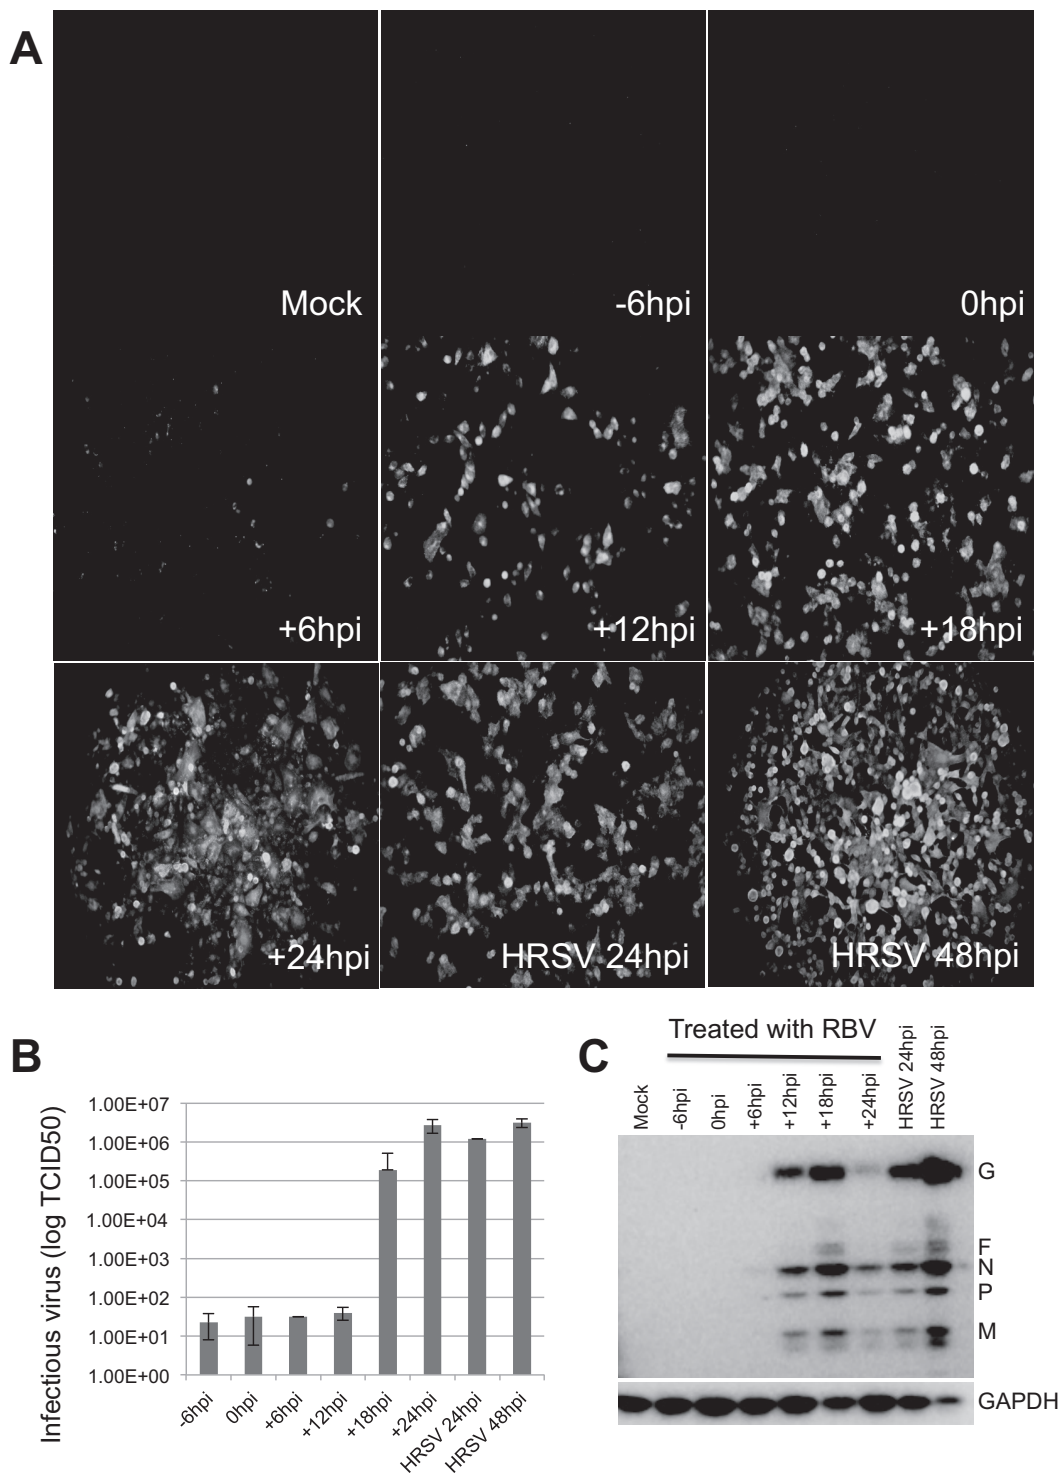 A
Mock
-6hpi
0hpi
+6hpi
+12hpi
+18hpi
+24hpi
HRSV 24hpi
HRSV 48hpi
B
Infectious virus (log TCID50)
1.00E+07
1.00E+06
1.00E+05
1.00E+04
1.00E+03
1.00E+02
1.00E+01
1.00E+00
-6hpi
0hpi
+6hpi
+12hpi
+18hpi
+24hpi
HRSV 24hpi
HRSV 48hpi
C
Treated with RBV
Mock
-6hpi
0hpi
+6hpi
+12hpi
+18hpi
+24hpi
HRSV 24hpi
HRSV 48hpi
G
F
N
P
M
GAPDH